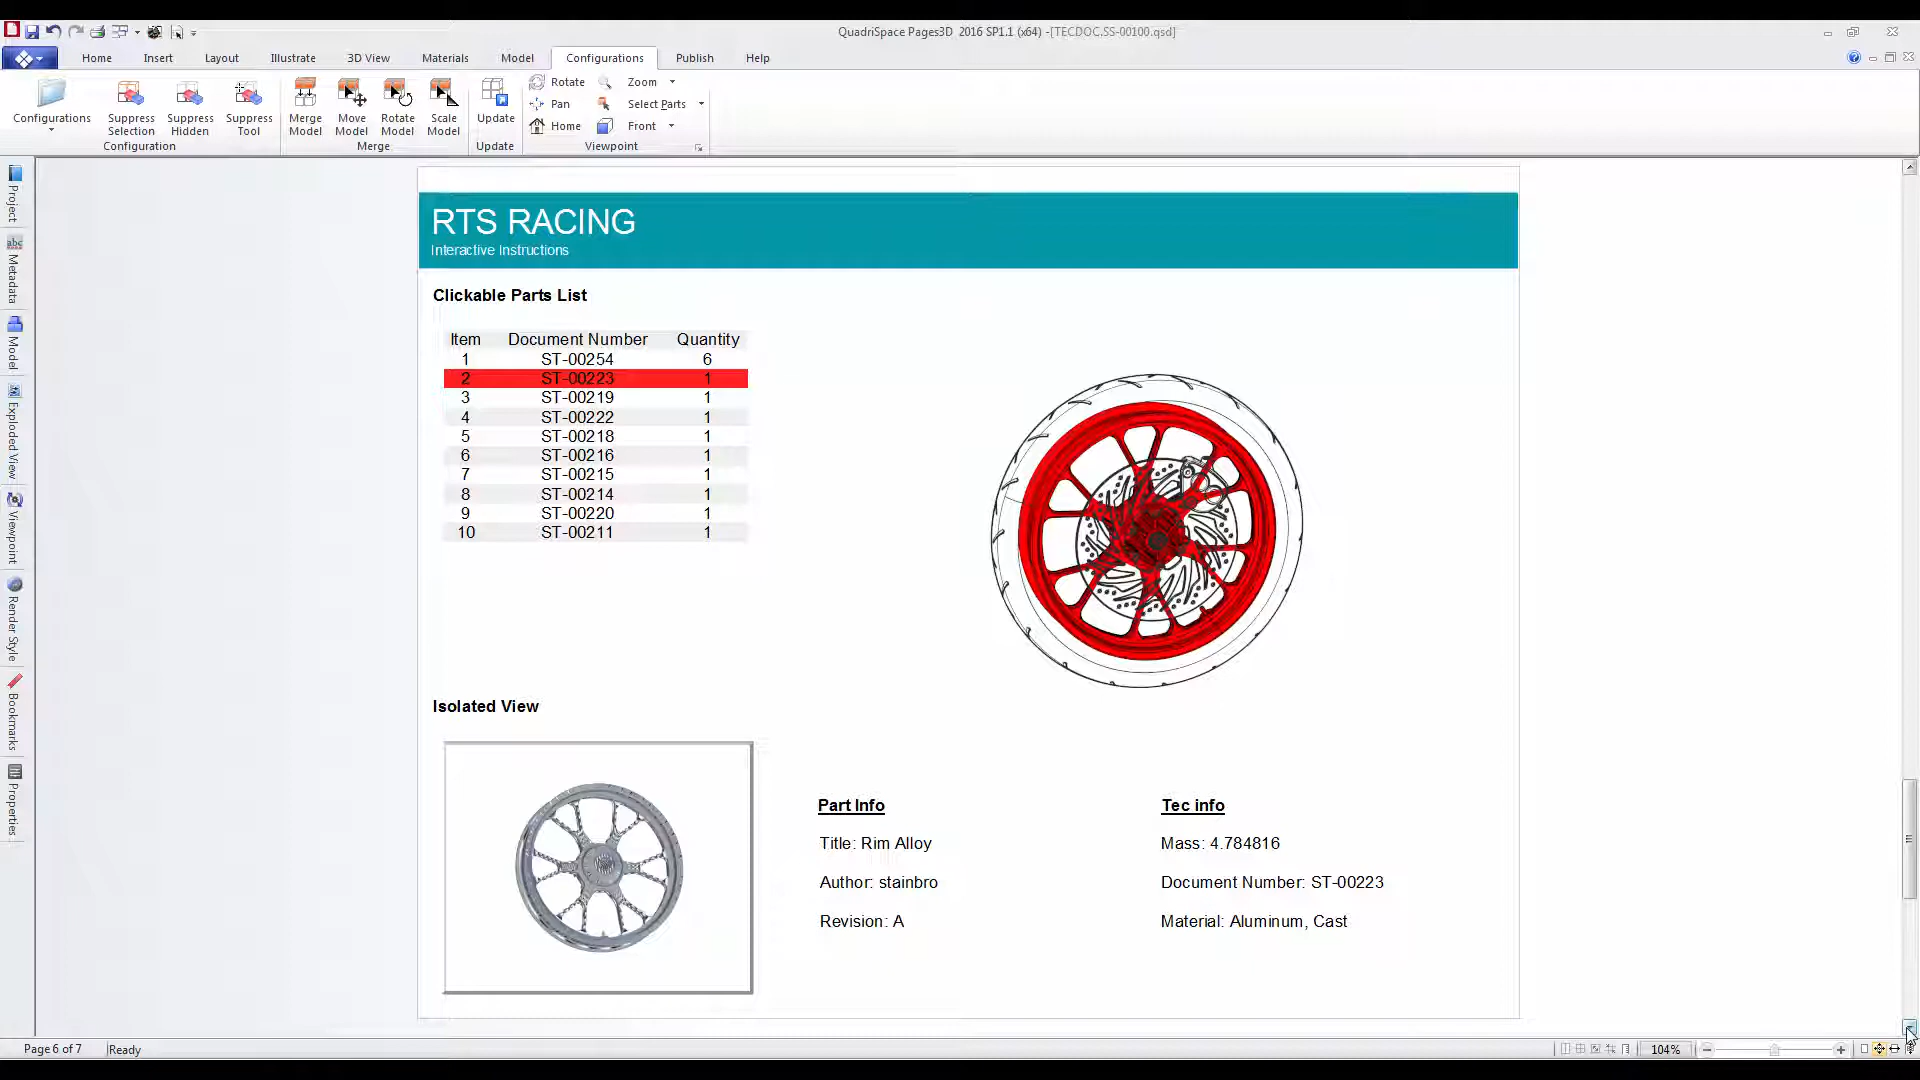 QuadriSpace Pages3D 2016 SP1.1 (x64) -[TECDOC.SS-00100.qsd]
Home Insert Layout Illustrate 3D View Materials Model Configurations Publish Help
Configurations
Suppress Selection
Suppress Hidden
Suppress Tool
Configuration
Merge Model
Move Model
Rotate Model
Scale Model
Merge
Update
Update
Rotate Zoom
Pan Select Parts
Home Front
Viewpoint
Project
abc
Metadata
Model
Exploded View
Viewpoint
Render Style
Bookmarks
Properties
RTS RACING
Interactive Instructions
Clickable Parts List
Item Document Number Quantity
1 ST-00254 6
2 ST-00223 1
3 ST-00219 1
4 ST-00222 1
5 ST-00218 1
6 ST-00216 1
7 ST-00215 1
8 ST-00214 1
9 ST-00220 1
10 ST-00211 1
Isolated View
Part Info
Title: Rim Alloy
Author: stainbro
Revision: A
Tec info
Mass: 4.784816
Document Number: ST-00223
Material: Aluminum, Cast
Page 6 of 7 Ready 104%